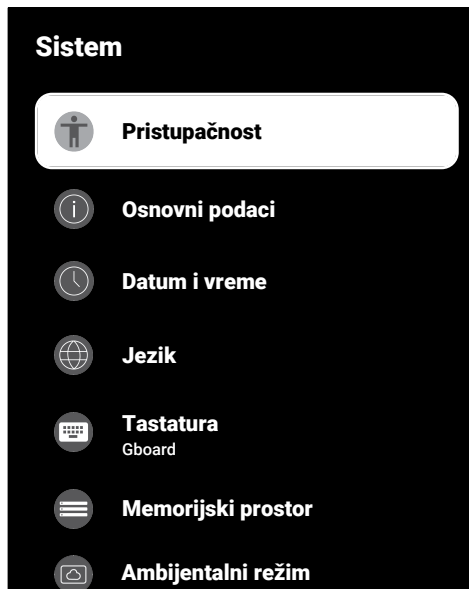 Sistem
Pristupačnost
Osnovni podaci
Datum i vreme
Jezik
Tastatura
Gboard
Memorijski prostor
Ambijentalni režim